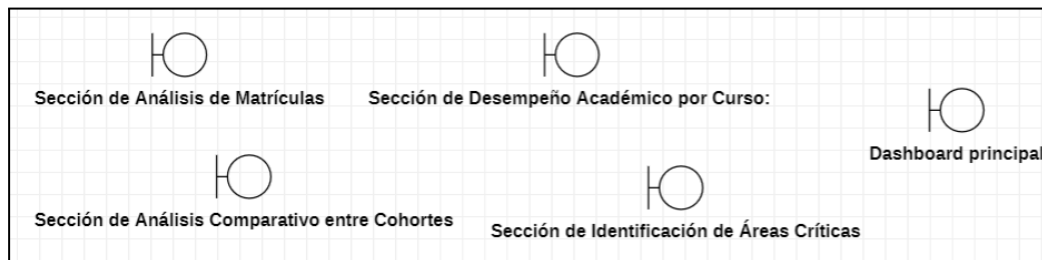 Sección de Análisis de Matrículas
Sección de Desempeño Académico por Curso:
Dashboard principal
Sección de Análisis Comparativo entre Cohortes
Sección de Identificación de Áreas Críticas